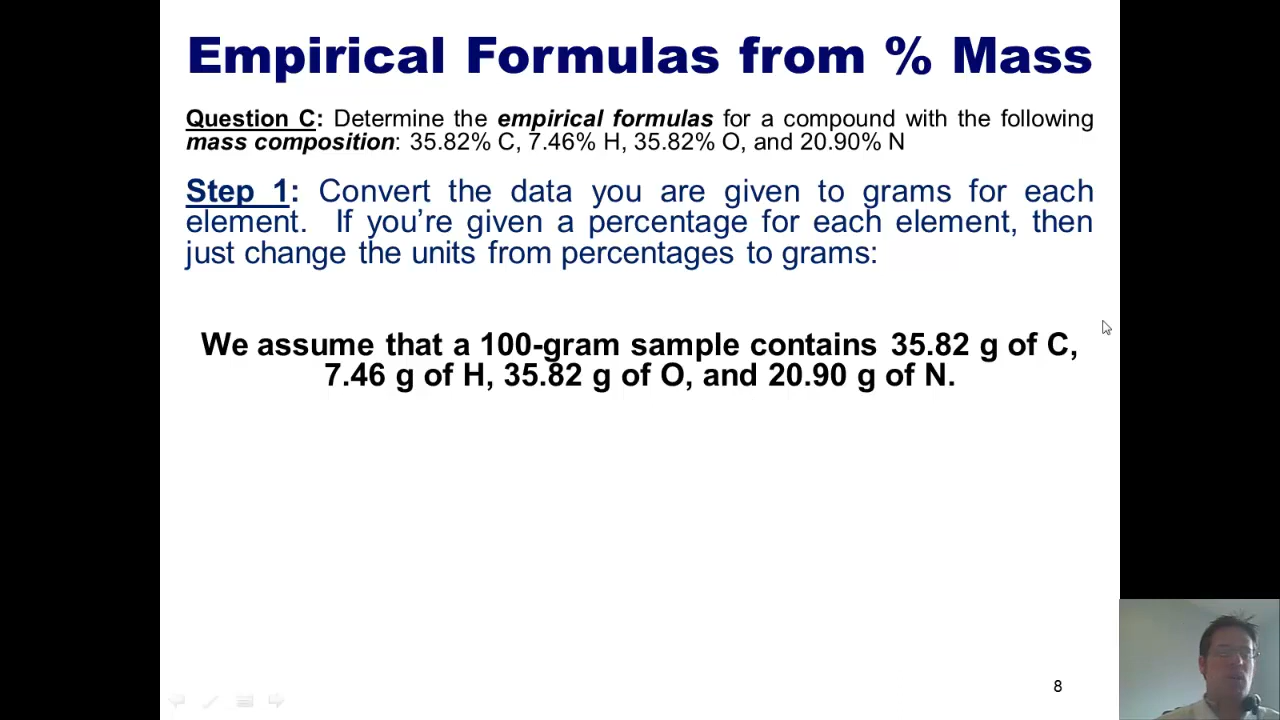 Empirical Formulas from % Mass
Question C: Determine the empirical formulas for a compound with the following
mass composition: 35.82% C, 7.46% H, 35.82% O, and 20.90% N
Step 1: Convert the data you are given to grams for each
element. If you’re given a percentage for each element, then
just change the units from percentages to grams:
We assume that a 100-gram sample contains 35.82 g of C,
7.46 g of H, 35.82 g of O, and 20.90 g of N.
8